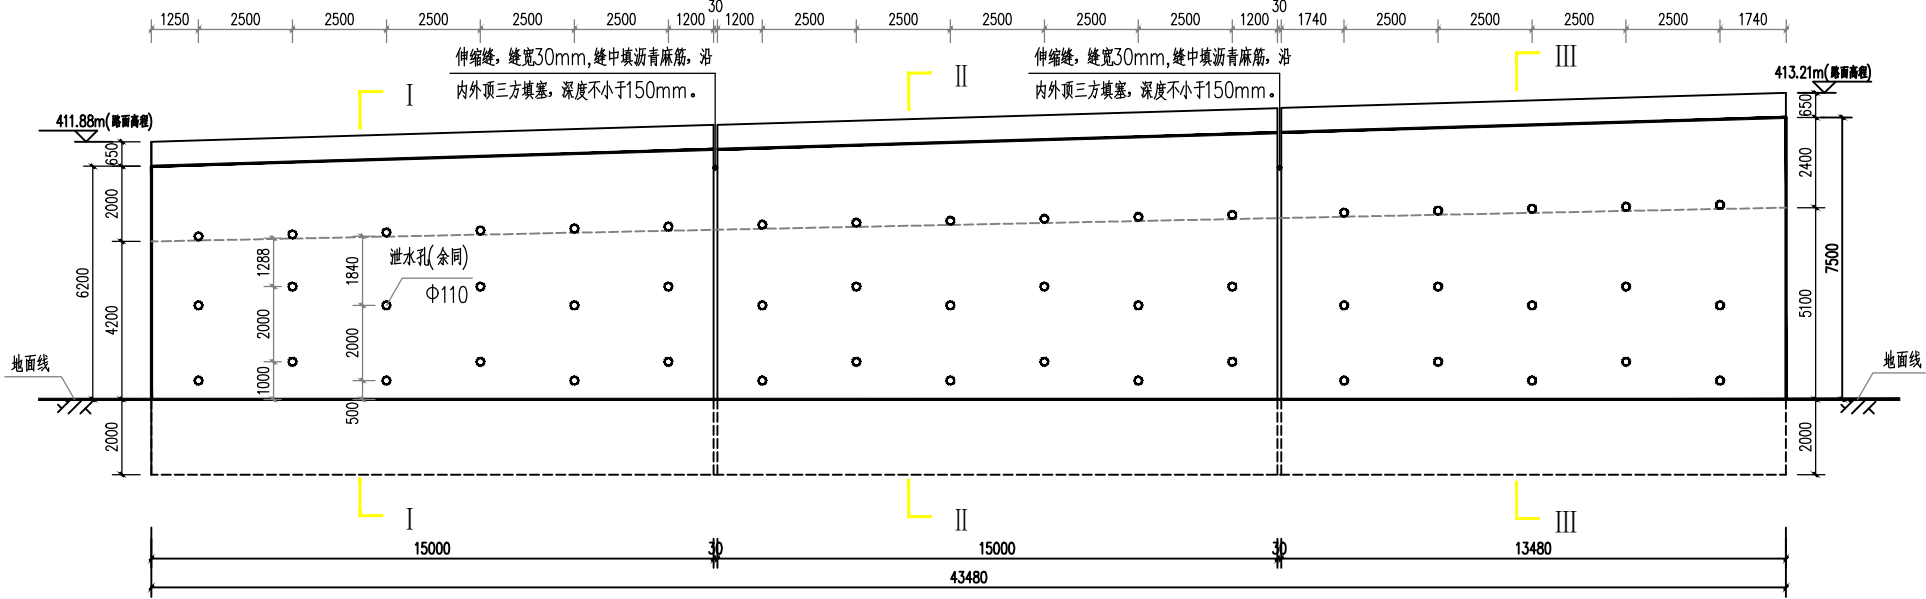 30 30
1250 2500 2500 2500 2500 2500 1200 1200 2500 2500 2500 2500 2500 1200 1740 2500 2500 2500 2500 1740
伸缩缝，缝宽30mm,缝中填沥青麻筋，沿
内外顶三方填塞，深度不小于150mm。
伸缩缝，缝宽30mm,缝中填沥青麻筋，沿
内外顶三方填塞，深度不小于150mm。
I
II
III
411.88m(路面高程)
413.21m(路面高程)
650
2000
6200
4200
2000
1288
2000
1000
1840
2000
500
泄水孔(余同)
Φ110
650
2400
7500
5100
2000
地面线
地面线
I
II
III
15000 30 15000 30 13480
43480